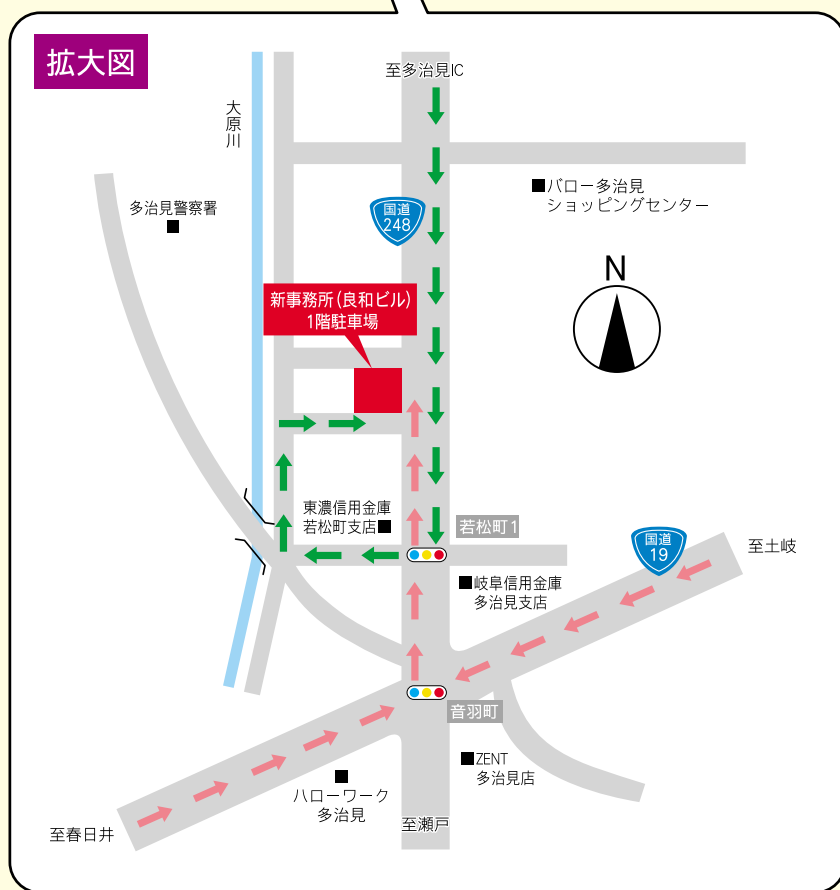 拡大図
至多治見IC
大原川
多治見警察署
国道
248
バロー多治見
ショッピングセンター
N
新事務所(良和ビル)
1階駐車場
東濃信用金庫
若松町支店
若松町1
国道
19
至土岐
岐阜信用金庫
多治見支店
音羽町
ZENT
多治見店
ハローワーク
多治見
至瀬戸
至春日井